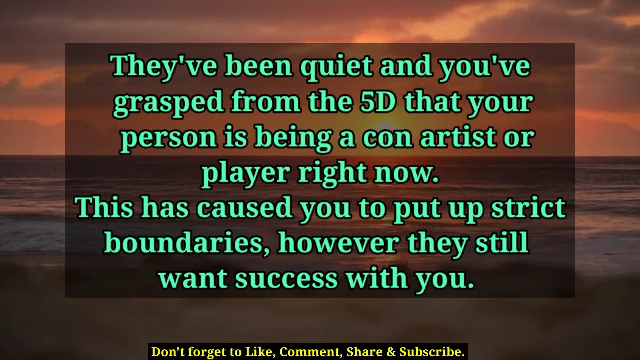 They've been quiet and you've
grasped from the 5D that your
person is being a con artist or
player right now.
This has caused you to put up strict
boundaries, however they still
want success with you.
Don't forget to Like, Comment, Share & Subscribe.